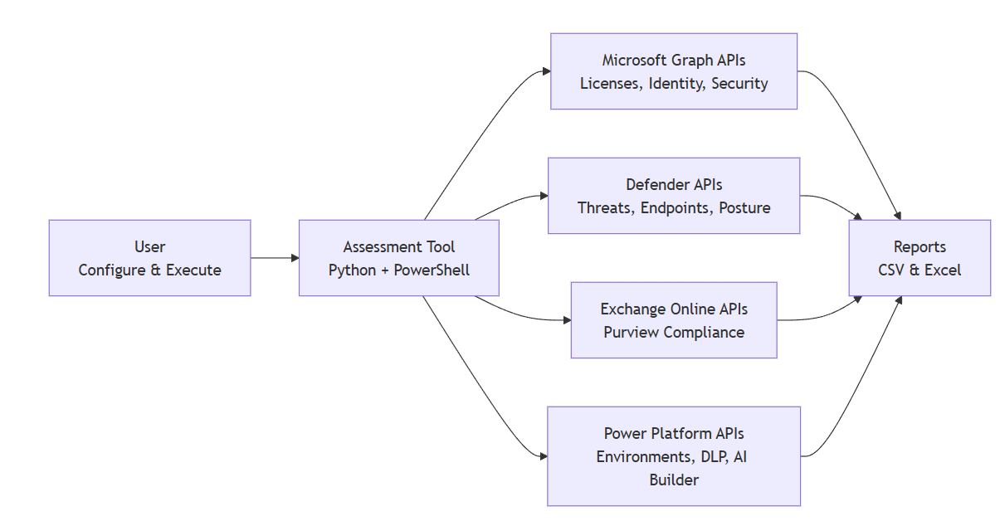 User
Configure & Execute
Assessment Tool
Python + PowerShell
Microsoft Graph APIs
Licenses, Identity, Security
Defender APIs
Threats, Endpoints, Posture
Exchange Online APIs
Purview Compliance
Power Platform APIs
Environments, DLP, AI
Builder
Reports
CSV & Excel